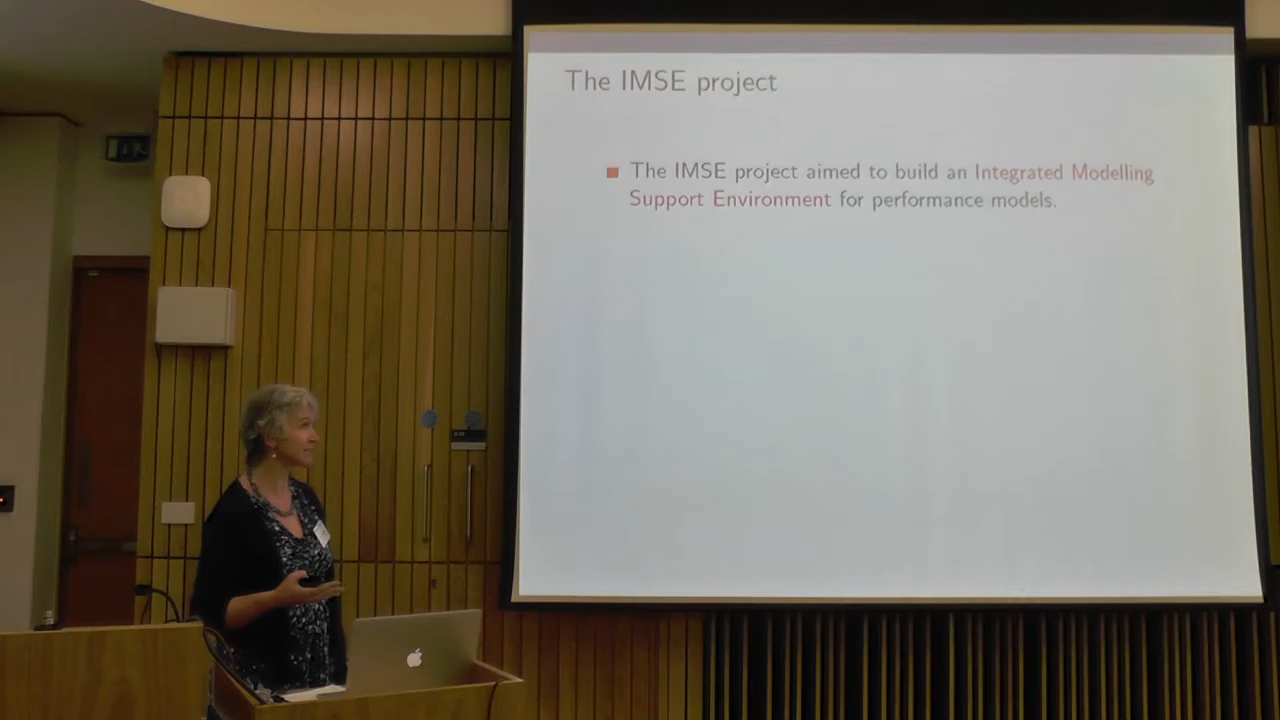 The IMSE project
The IMSE project aimed to build an Integrated Modelling
Support Environment for performance models.